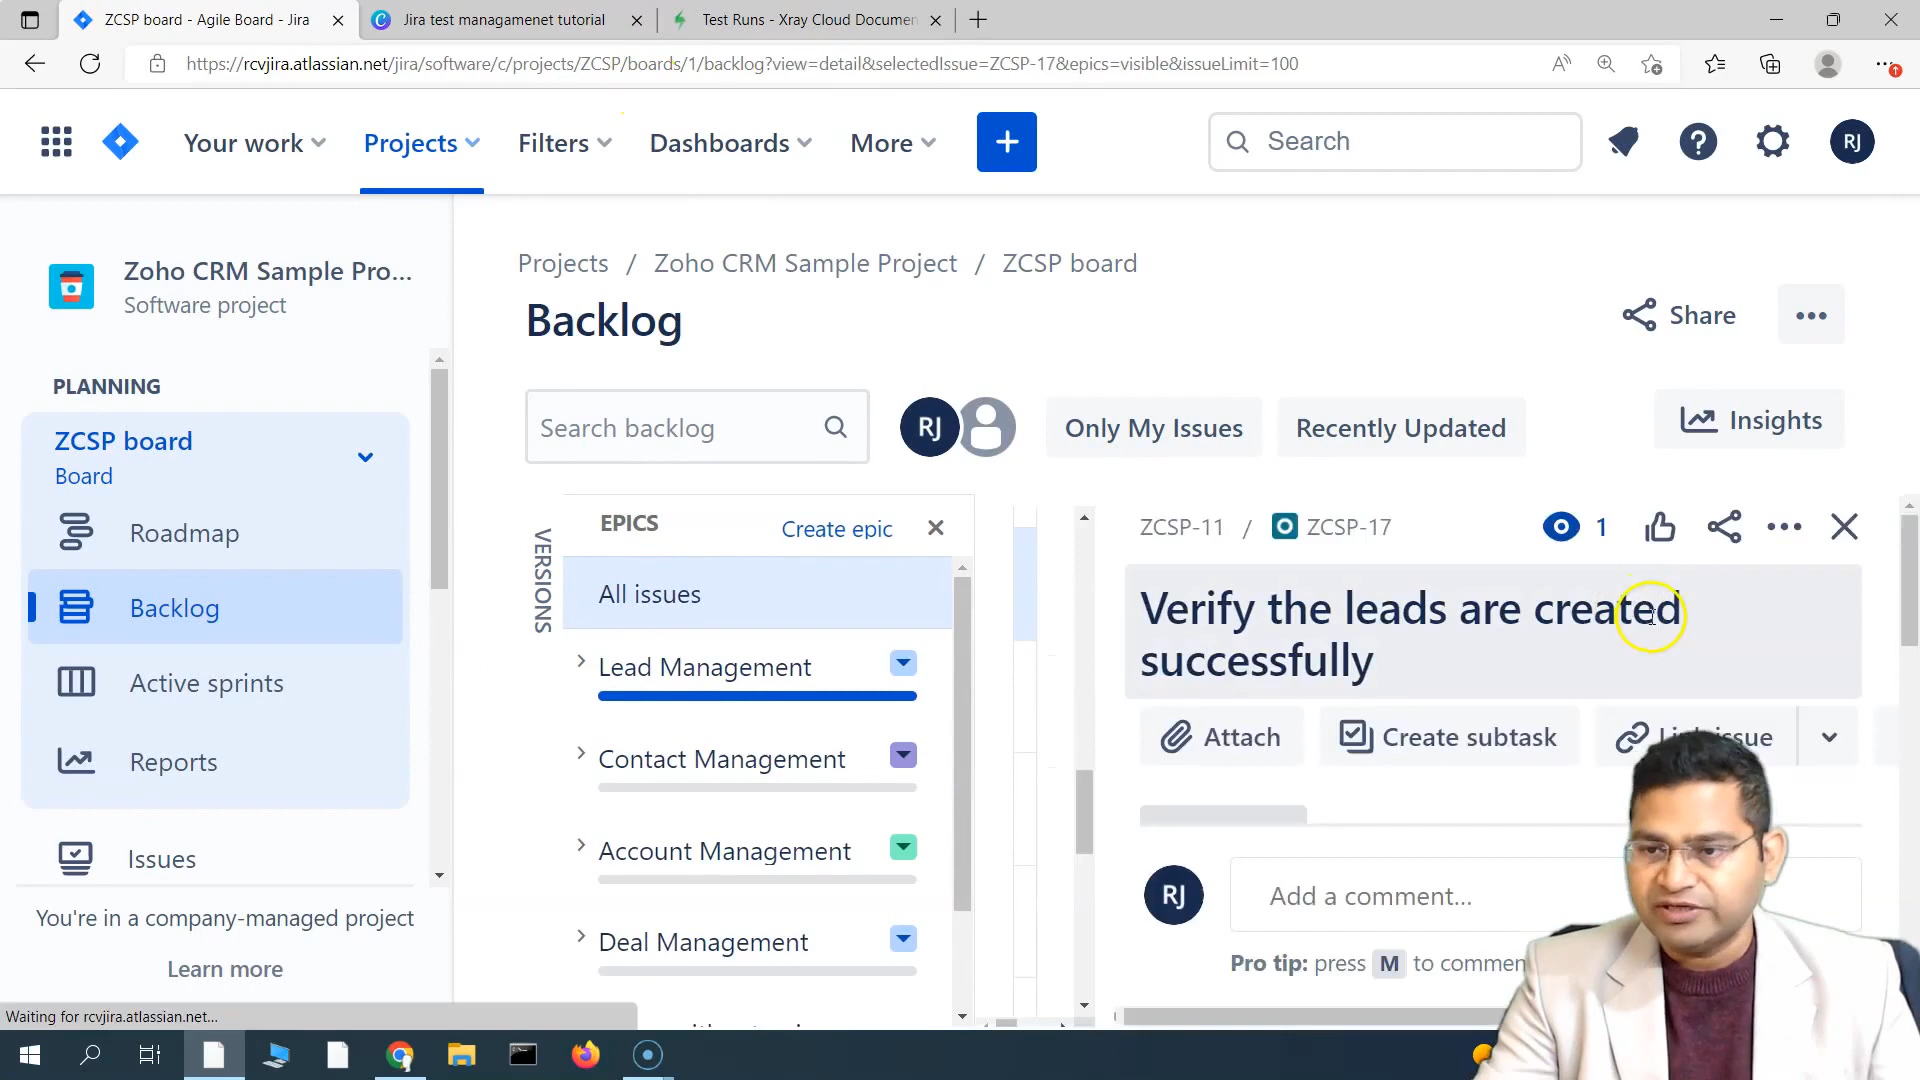 ZCSP board - Agile Board - Jira
Jira test managamenet tutorial
Test Runs - Xray Cloud Documen
https://rcvjira.atlassian.net/jira/software/c/projects/ZCSP/boards/1/backlog?view=detail&selectedIssue=ZCSP-17&epics=visible&issueLimit=100
Your work
Projects
Filters
Dashboards
More
Search
RJ
Zoho CRM Sample Pro...
Software project
Projects / Zoho CRM Sample Project / ZCSP board
Backlog
Share
PLANNING
ZCSP board
Board
Roadmap
Backlog
Active sprints
Reports
Issues
You're in a company-managed project
Learn more
Search backlog
RJ
Only My Issues
Recently Updated
Insights
VERSIONS
EPICS
Create epic
All issues
Lead Management
Contact Management
Account Management
Deal Management
ZCSP-11 / ZCSP-17
1
Verify the leads are created
successfully
Attach
Create subtask
issue
RJ
Add a comment...
Pro tip: press M to commen
Waiting for rcvjira.atlassian.net...